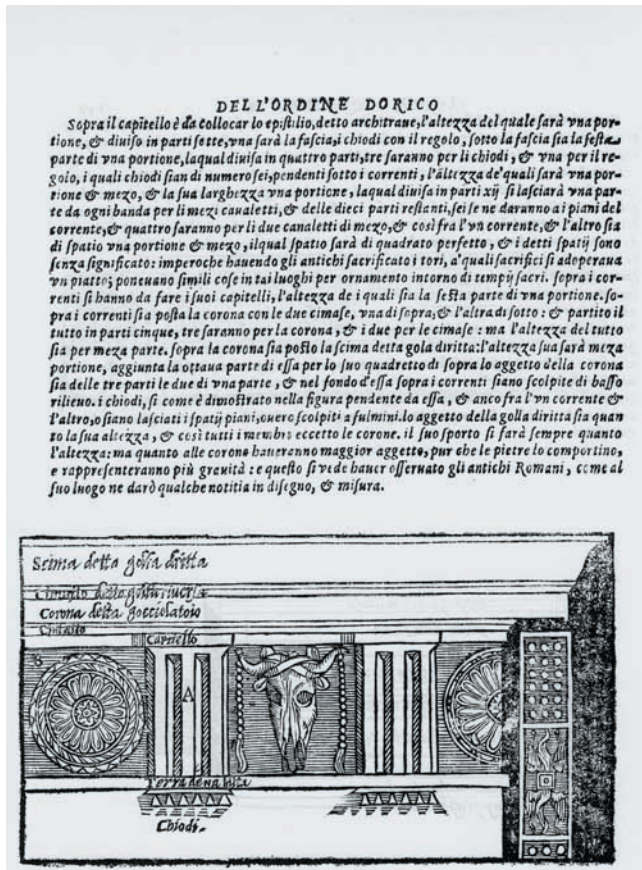 DELL'ORDINE DORICO
Sopra il capitello è da collocar lo epistilio, detto architrave, l'altezza del quale sarà vna por-
tione, & diuiso in parti sette, vna sarà la fascia, i chiodi con il regolo, sotto la fascia sia la sesta
parte di vna portione, laqual diuisa in quattro parti, tre saranno per li chiodi, & vna per il re-
golo, i quali chiodi sian di numero sei, pendenti sotto i correnti, l'altezza de'quali sarà vna por-
tione & mezo, & la sua larghezza vna portione, laqual diuisa in parti xij si lasciarà vna par-
te da ogni banda per li mezi canaletti, & delle dieci parti restanti, sei se ne daranno a i piani del
corrente, & quattro saranno per li due canaletti di mezo, & così fra l'vn corrente, & l'altro sia
di spatio vna portione & mezo, ilqual spatio sarà di quadrato perfetto, & i detti spatij sono
senza significato: imperoche hauendo gli antichi sacrificato i tori, a'quali sacrifici si adoperaua
vn piatto; poneuano simili cose in tai luoghi per ornamento intorno di tempij sacri. sopra i cor-
renti si hanno da fare i suoi capitelli, l'altezza de i quali sia la sesta parte di vna portione. so-
pra i correnti sia posta la corona con le due cimase, vna di sopra, & l'altra di sotto: & partito il
tutto in parti cinque, tre saranno per la corona, & i due per le cimase: ma l'altezza del tutto
sia per meza parte. sopra la corona sia posto la scima detta gola diritta: l'altezza sua sarà meza
portione, aggiunta la ottaua parte di essa per lo suo quadretto di sopra lo aggetto della corona
sia delle tre parti le due di vna parte, & nel fondo d'essa sopra i correnti siano scolpite di basso
rilieuo. i chiodi, si come è dimostrato nella figura pendente da essa, & anco fra l'vn corrente &
l'altro, o siano lasciati i spatij piani, ouero scolpiti a fulmini. lo aggetto della golla diritta sia quan
to la sua altezza, & così tutti i membri eccetto le corone. il suo sporto si farà sempre quanto
l'altezza: ma quanto alle corone haueranno maggior aggetto, pur che le pietre lo comportino,
e rappresenteranno più grauità: e questo si vede hauer osseruato gli antichi Romani, come al
suo luogo ne darò qualche notitia in disegno, & misura.
Scima detta golla dritta
Corona detta gocciolatoio
Cimasio
Capitello
B
A
Chiodi.